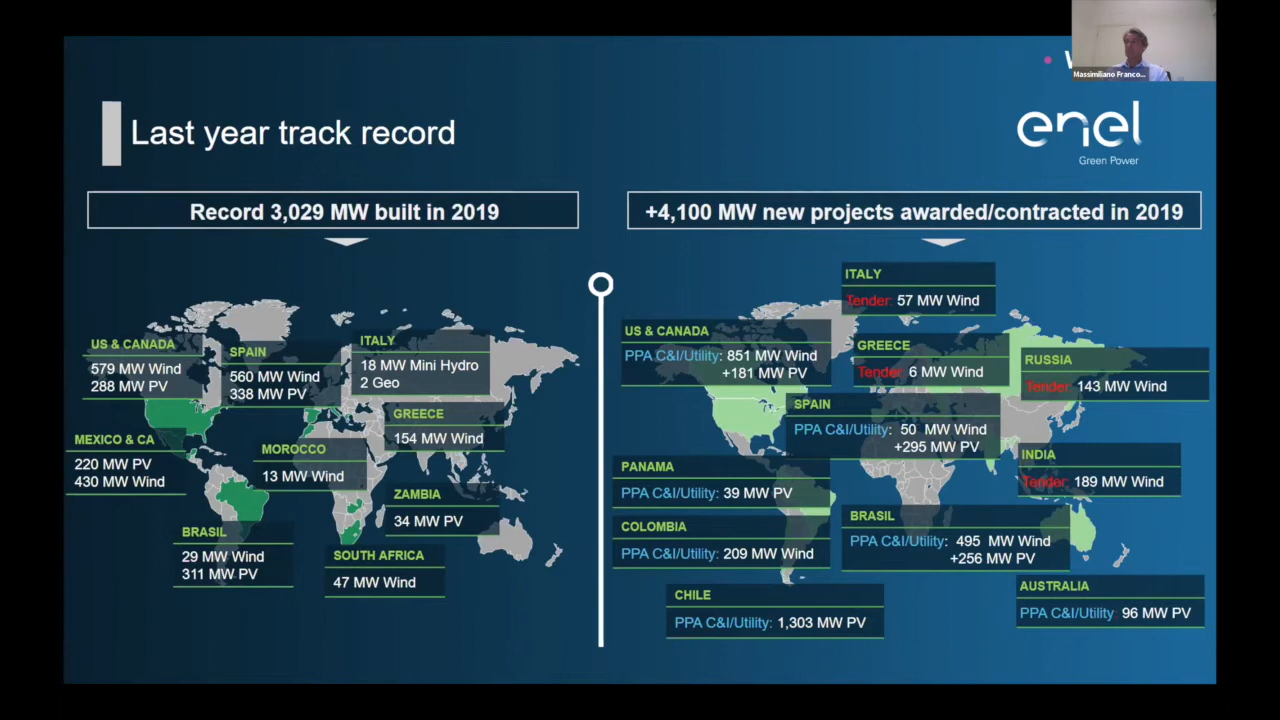 Massimiliano Franco...
Last year track record
enel
Green Power
Record 3,029 MW built in 2019
US & CANADA
579 MW Wind
288 MW PV
SPAIN
560 MW Wind
338 MW PV
ITALY
18 MW Mini Hydro
2 Geo
GREECE
154 MW Wind
MEXICO & CA
220 MW PV
430 MW Wind
MOROCCO
13 MW Wind
ZAMBIA
34 MW PV
BRASIL
29 MW Wind
311 MW PV
SOUTH AFRICA
47 MW Wind
+4,100 MW new projects awarded/contracted in 2019
ITALY
Tender: 57 MW Wind
US & CANADA
PPA C&I/Utility: 851 MW Wind
+181 MW PV
GREECE
Tender: 6 MW Wind
RUSSIA
Tender: 143 MW Wind
SPAIN
PPA C&I/Utility: 50 MW Wind
+295 MW PV
PANAMA
PPA C&I/Utility: 39 MW PV
INDIA
Tender: 189 MW Wind
COLOMBIA
PPA C&I/Utility: 209 MW Wind
BRASIL
PPA C&I/Utility: 495 MW Wind
+256 MW PV
CHILE
PPA C&I/Utility: 1,303 MW PV
AUSTRALIA
PPA C&I/Utility 96 MW PV